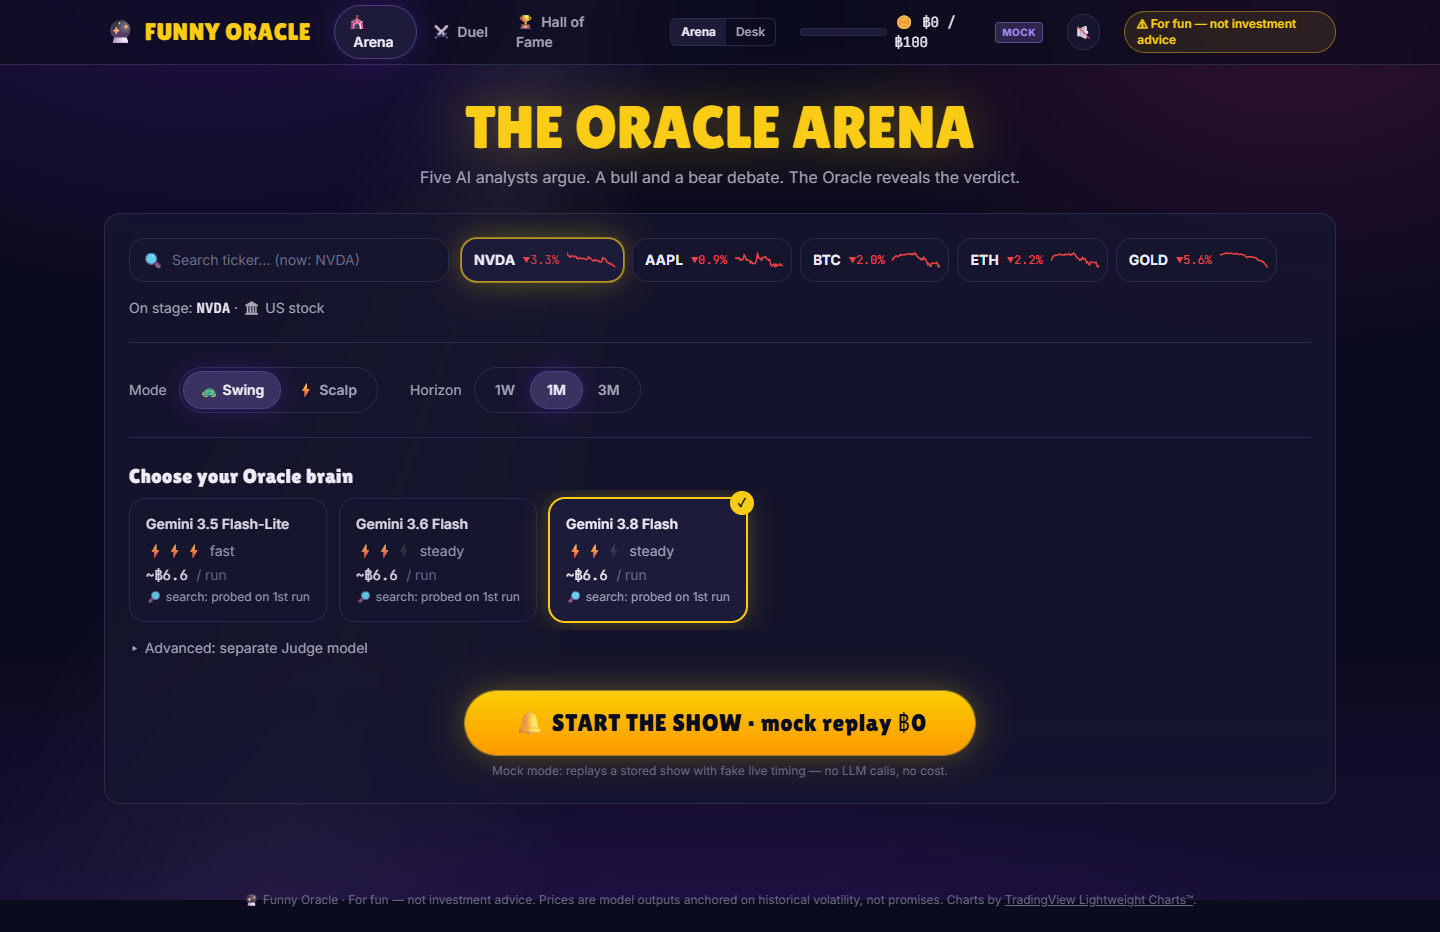 FUNNY ORACLE
Arena
Duel
Hall of
Fame
Arena Desk
฿0 /
฿100
MOCK
⚠ For fun — not investment
advice
THE ORACLE ARENA
Five AI analysts argue. A bull and a bear debate. The Oracle reveals the verdict.
Search ticker... (now: NVDA)
NVDA ▼3.3%
AAPL ▼0.9%
BTC ▼2.0%
ETH ▼2.2%
GOLD ▼5.6%
On stage: NVDA · 🏛 US stock
Mode Swing Scalp Horizon 1W 1M 3M
Choose your Oracle brain
Gemini 3.5 Flash-Lite
fast
~฿6.6 / run
search: probed on 1st run
Gemini 3.6 Flash
steady
~฿6.6 / run
search: probed on 1st run
Gemini 3.8 Flash
steady
~฿6.6 / run
search: probed on 1st run
▸ Advanced: separate Judge model
START THE SHOW · mock replay ฿0
Mock mode: replays a stored show with fake live timing — no LLM calls, no cost.
Funny Oracle · For fun — not investment advice. Prices are model outputs anchored on historical volatility, not promises. Charts by TradingView Lightweight Charts™.